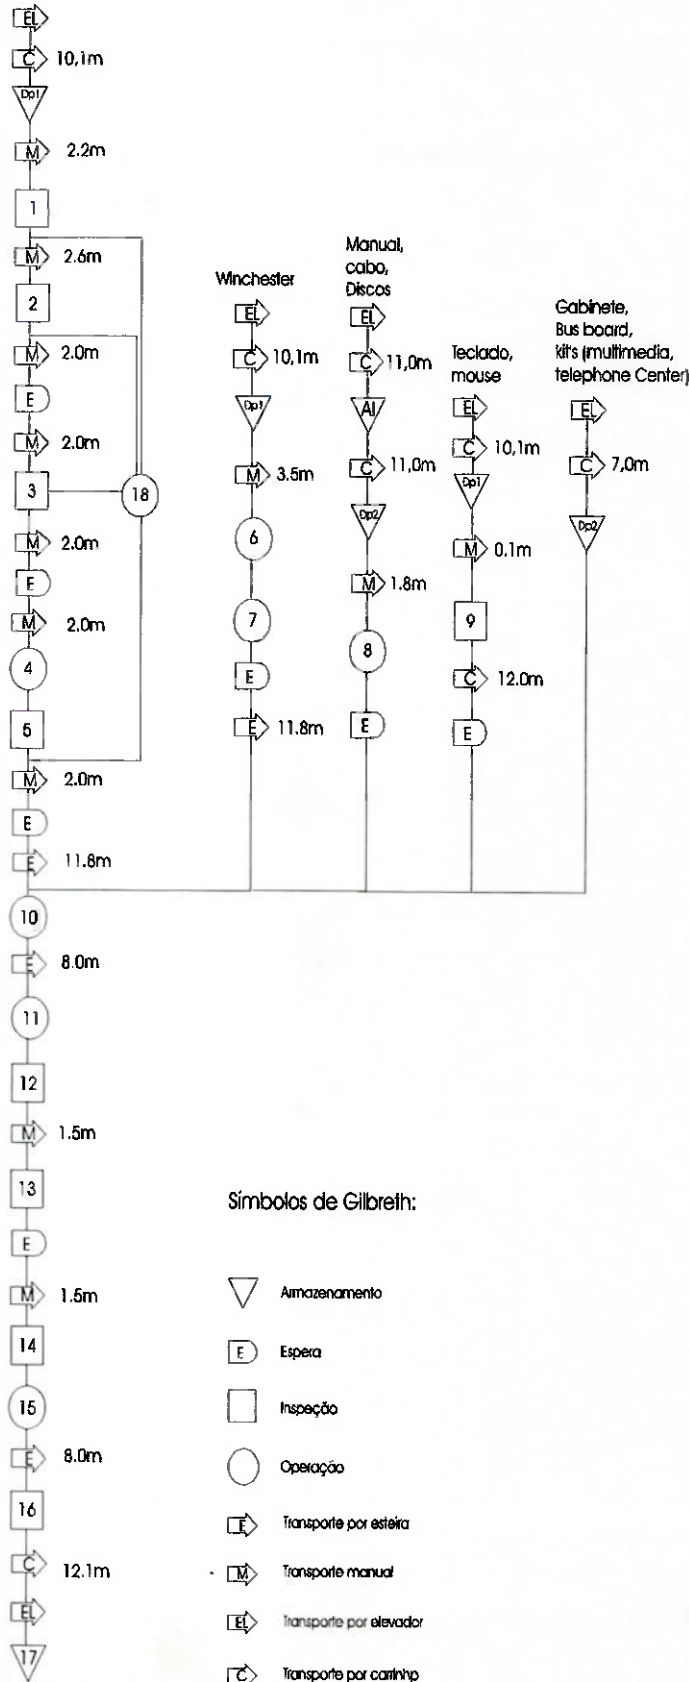 EL
C 10,1m
Dp1
M 2.2m
1
M 2.6m
2
M 2.0m
E
M 2.0m
3
18
M 2.0m
E
M 2.0m
4
5
M 2.0m
E
E 11.8m
Winchester
EL
C 10,1m
Dp1
M 3.5m
6
7
E
E 11.8m
Manual,
cabo,
Discos
EL
C 11,0m
Al
C 11,0m
Dp2
M 1.8m
8
E
Teclado,
mouse
EL
C 10,1m
Dp1
M 0.1m
9
C 12.0m
E
Gabinete,
Bus board,
kits (multimedia,
telephone Center)
EL
C 7,0m
Dp2
10
E 8.0m
11
12
M 1.5m
13
E
M 1.5m
14
15
E 8.0m
16
C 12.1m
EL
17
Símbolos de Gilbreth:
Armazenamento
E Espera
Inspeção
Operação
E Transporte por esteira
M Transporte manual
EL Transporte por elevador
C Transporte por carrinho